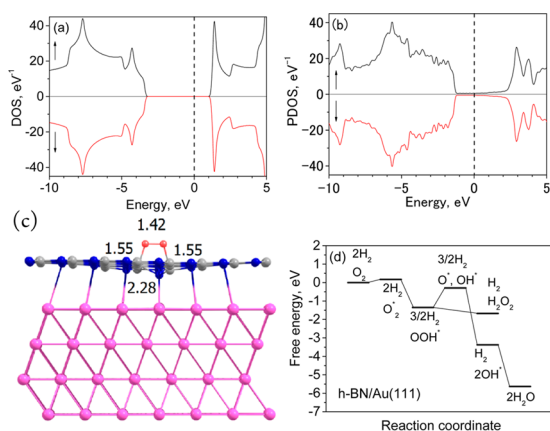 (a)
DOS, eV⁻¹
40
20
0
-20
-40
-10
-5
0
5
Energy, eV
(b)
PDOS, eV⁻¹
40
20
0
-20
-40
-10
-5
0
5
Energy, eV
(c)
1.42
1.55
1.55
2.28
(d)
Free energy, eV
2
1
0
-1
-2
-3
-4
-5
-6
-7
2H₂
O₂
2H₂
O*₂
3/2H₂
OOH*
3/2H₂
O*, OH*
H₂
H₂O₂
H₂
2OH*
2H₂O
h-BN/Au(111)
Reaction coordinate